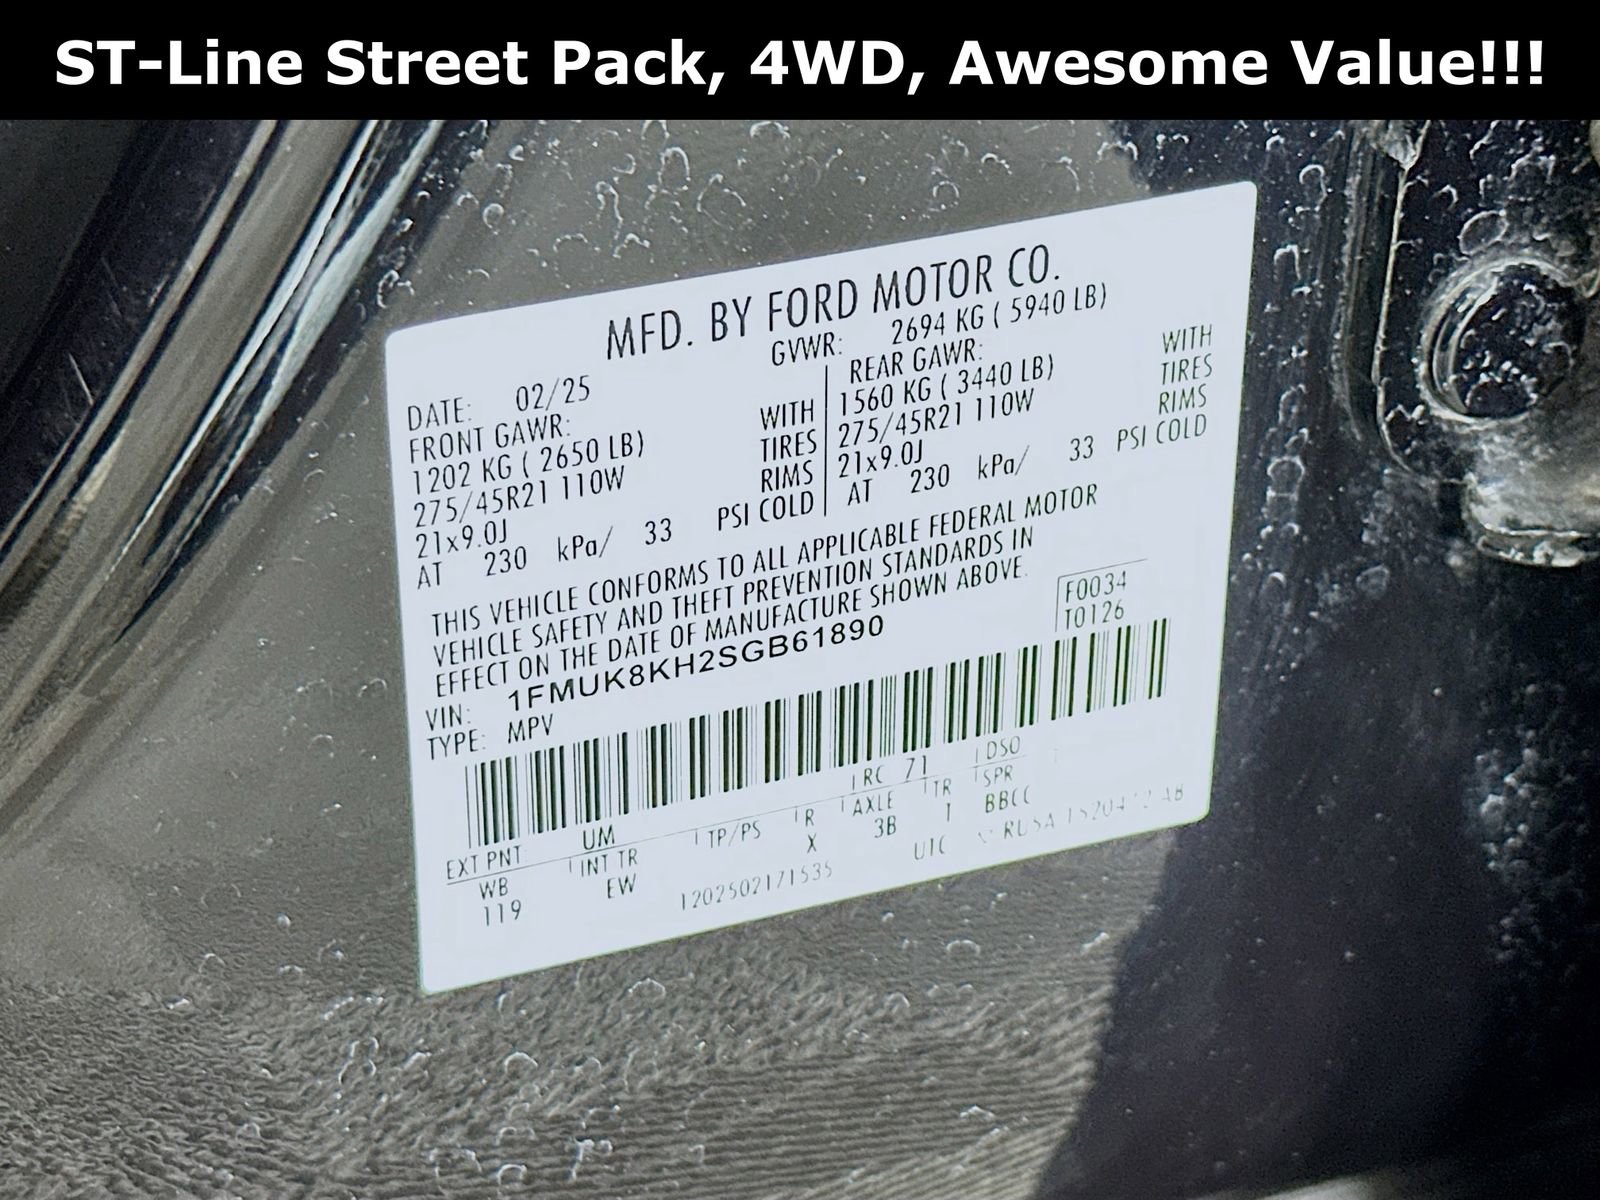 ST-Line Street Pack, 4WD, Awesome Value!!!
MFD. BY FORD MOTOR CO.
DATE: 02/25 GVWR: 2694 KG ( 5940 LB)
FRONT GAWR: REAR GAWR:
1202 KG ( 2650 LB) WITH 1560 KG ( 3440 LB) WITH
275/45R21 110W TIRES 275/45R21 110W TIRES
21x9.0J RIMS 21x9.0J RIMS
AT 230 kPa/ 33 PSI COLD AT 230 kPa/ 33 PSI COLD
THIS VEHICLE CONFORMS TO ALL APPLICABLE FEDERAL MOTOR
VEHICLE SAFETY AND THEFT PREVENTION STANDARDS IN
EFFECT ON THE DATE OF MANUFACTURE SHOWN ABOVE.
F0034
T0126
VIN: 1FMUK8KH2SGB61890
TYPE: MPV
EXT PNT UM RC 71 DSO
WB INT TR TP/PS R AXLE TR SPR
119 EW X 3B 1 BBCC
1202502171535 UTC